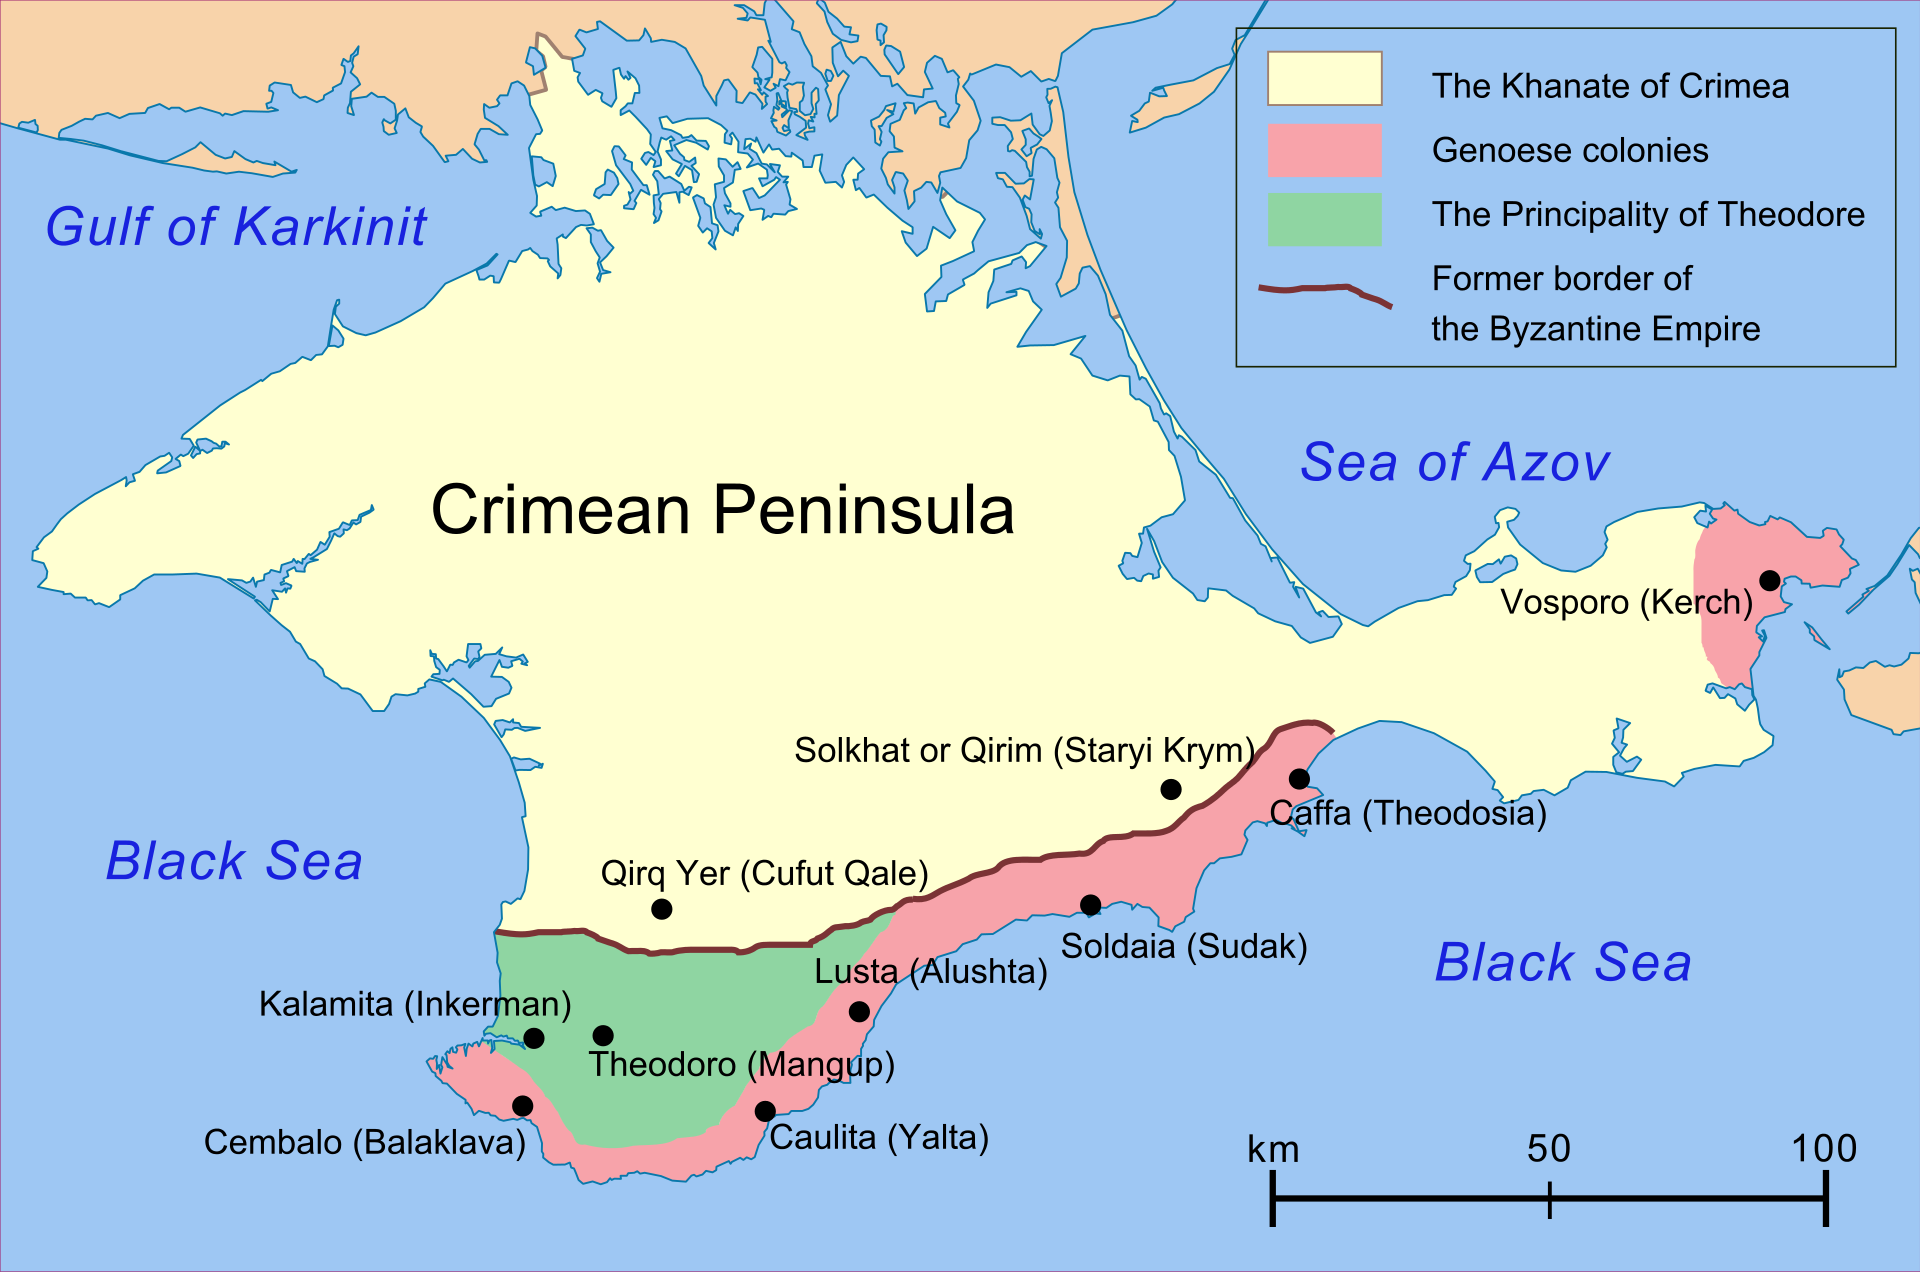 The Khanate of Crimea
Genoese colonies
The Principality of Theodore
Former border of
the Byzantine Empire
Gulf of Karkinit
Sea of Azov
Crimean Peninsula
Vosporo (Kerch)
Solkhat or Qirim (Staryi Krym)
Caffa (Theodosia)
Black Sea
Qirq Yer (Cufut Qale)
Soldaia (Sudak)
Black Sea
Lusta (Alushta)
Kalamita (Inkerman)
Theodoro (Mangup)
Cembalo (Balaklava)
Caulita (Yalta)
km 50 100